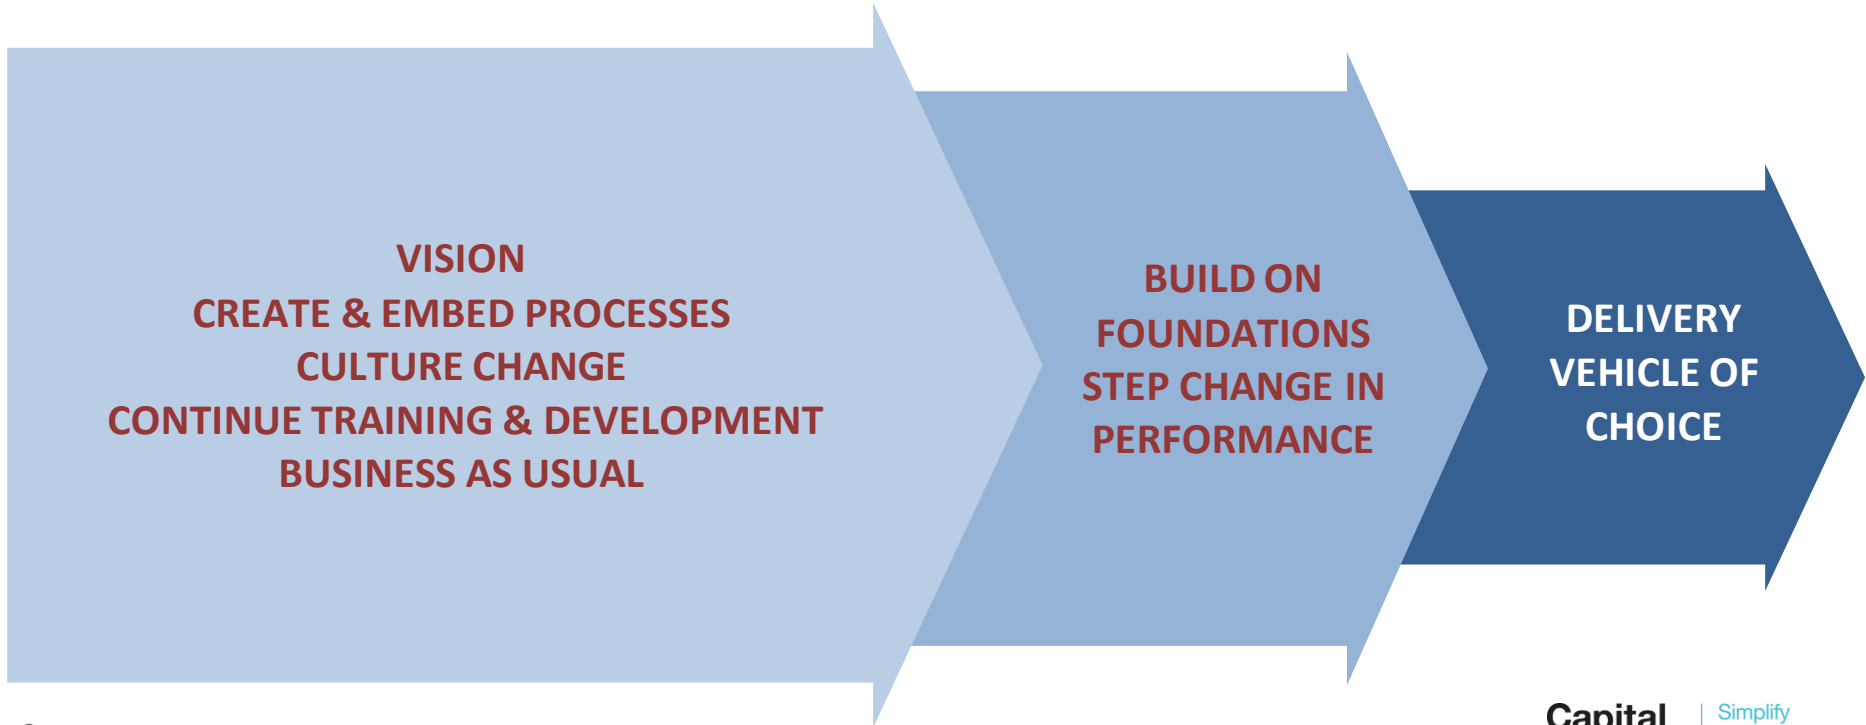 VISION
CREATE & EMBED PROCESSES
CULTURE CHANGE
CONTINUE TRAINING & DEVELOPMENT
BUSINESS AS USUAL
BUILD ON
FOUNDATIONS
STEP CHANGE IN
PERFORMANCE
DELIVERY
VEHICLE OF
CHOICE
Capital
Simplify